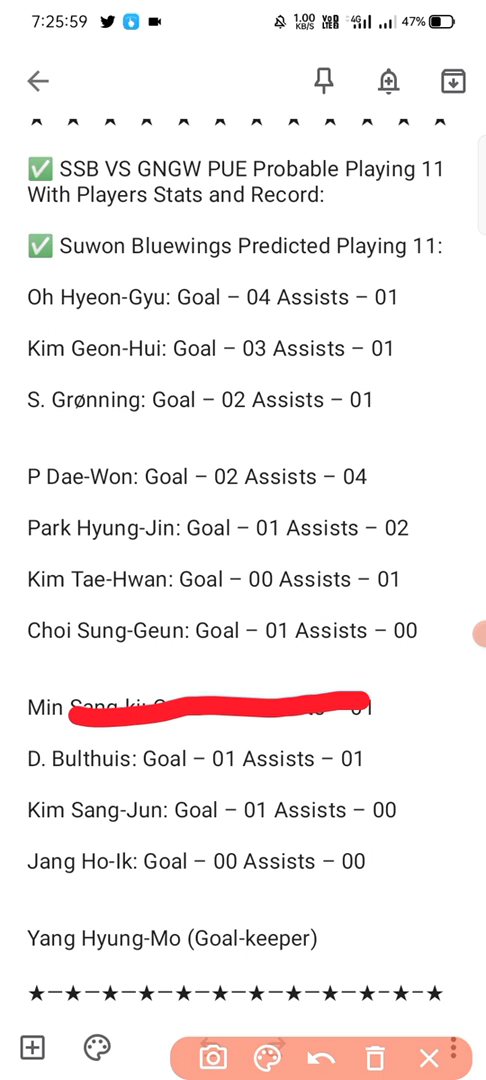 7:25:59 1.00 KB/S VoD LTE 4G 47%
★ ★ ★ ★ ★ ★ ★ ★ ★ ★ ★ ★
✅ SSB VS GNGW PUE Probable Playing 11
With Players Stats and Record:
✅ Suwon Bluewings Predicted Playing 11:
Oh Hyeon-Gyu: Goal – 04 Assists – 01
Kim Geon-Hui: Goal – 03 Assists – 01
S. Grønning: Goal – 02 Assists – 01
P Dae-Won: Goal – 02 Assists – 04
Park Hyung-Jin: Goal – 01 Assists – 02
Kim Tae-Hwan: Goal – 00 Assists – 01
Choi Sung-Geun: Goal – 01 Assists – 00
Min
D. Bulthuis: Goal – 01 Assists – 01
Kim Sang-Jun: Goal – 01 Assists – 00
Jang Ho-Ik: Goal – 00 Assists – 00
Yang Hyung-Mo (Goal-keeper)
★—★—★—★—★—★—★—★—★—★—★—★